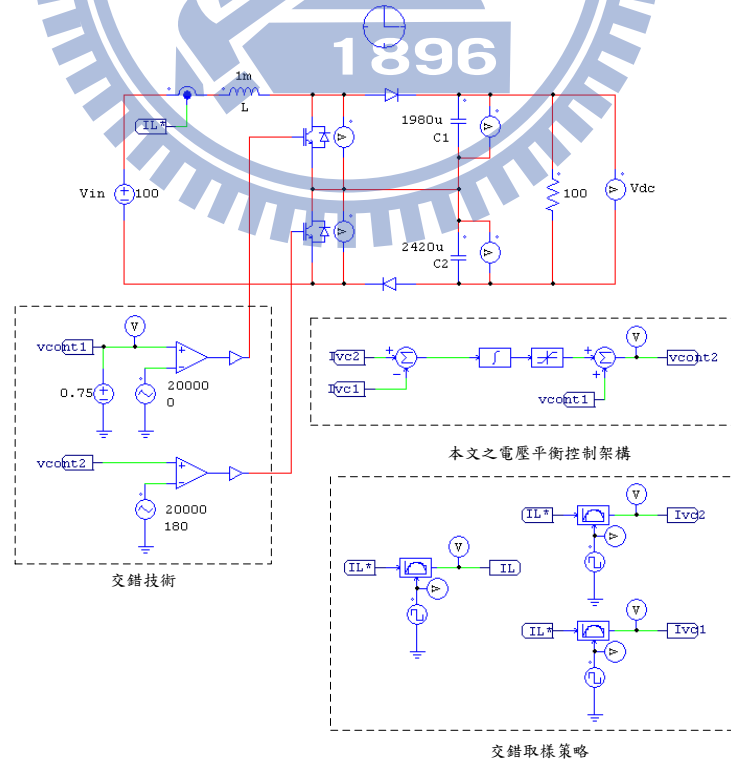 1896
1m
L
IL*
1980u
C1
Vin
100
100
Vdc
2420u
C2
vcont1
V
0.75
20000
0
vcont2
20000
180
交錯技術
Ivc2
Ivc1
V
vcont2
vcont1
本文之電壓平衡控制架構
IL*
V
IL
IL*
V
Ivc2
IL*
V
Ivc1
交錯取樣策略